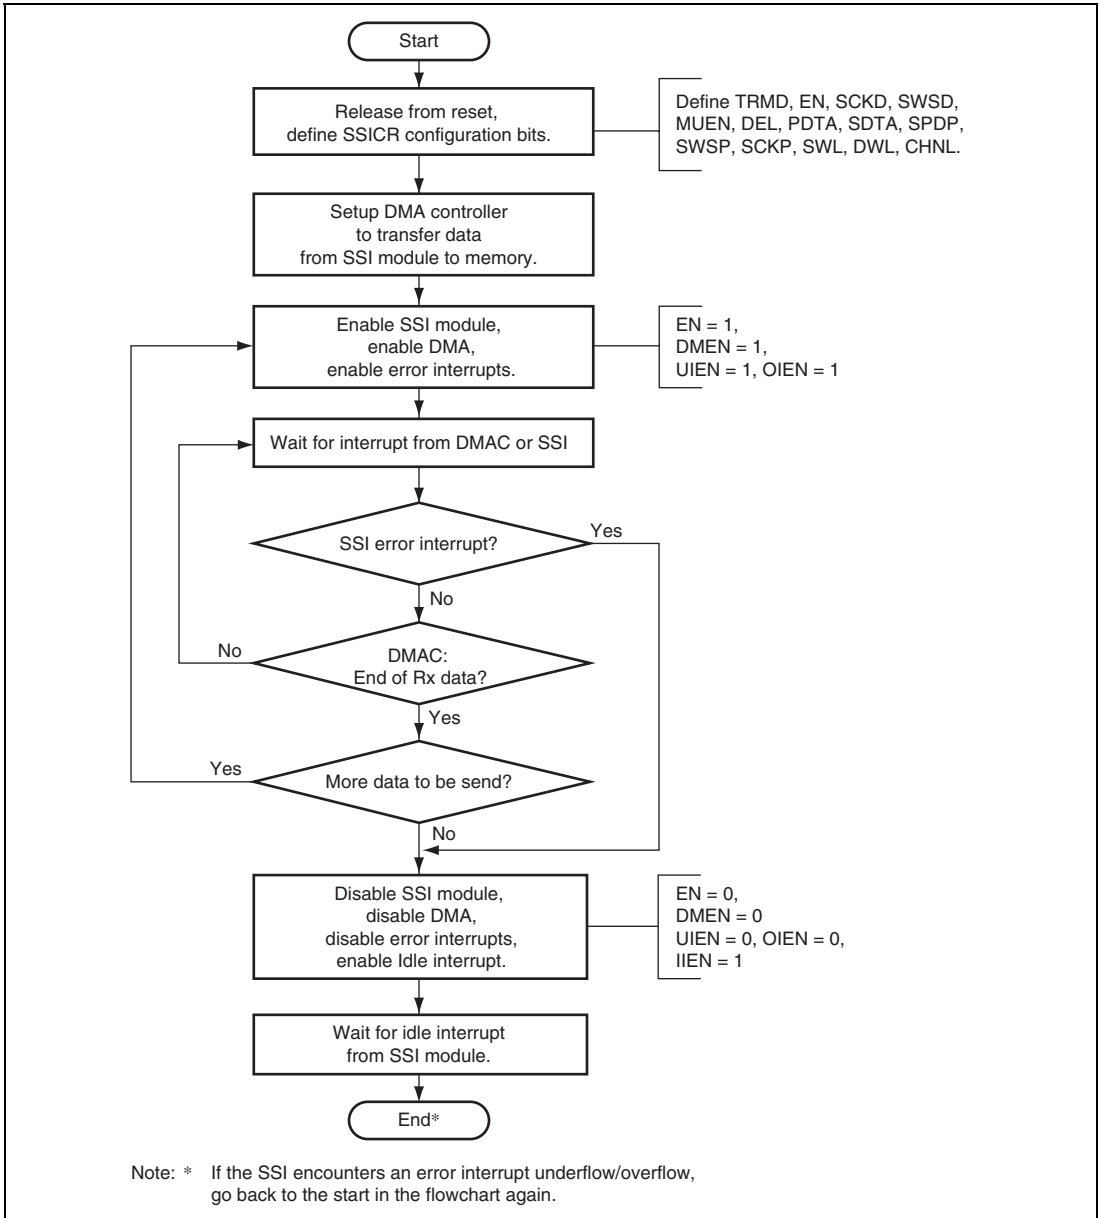 Start
Release from reset,
define SSICR configuration bits.
Define TRMD, EN, SCKD, SWSD,
MUEN, DEL, PDTA, SDTA, SPDP,
SWSP, SCKP, SWL, DWL, CHNL.
Setup DMA controller
to transfer data
from SSI module to memory.
Enable SSI module,
enable DMA,
enable error interrupts.
EN = 1,
DMEN = 1,
UIEN = 1, OIEN = 1
Wait for interrupt from DMAC or SSI
SSI error interrupt?
Yes
No
DMAC:
End of Rx data?
No
Yes
More data to be send?
Yes
No
Disable SSI module,
disable DMA,
disable error interrupts,
enable Idle interrupt.
EN = 0,
DMEN = 0
UIEN = 0, OIEN = 0,
IIEN = 1
Wait for idle interrupt
from SSI module.
End*
Note: * If the SSI encounters an error interrupt underflow/overflow,
go back to the start in the flowchart again.